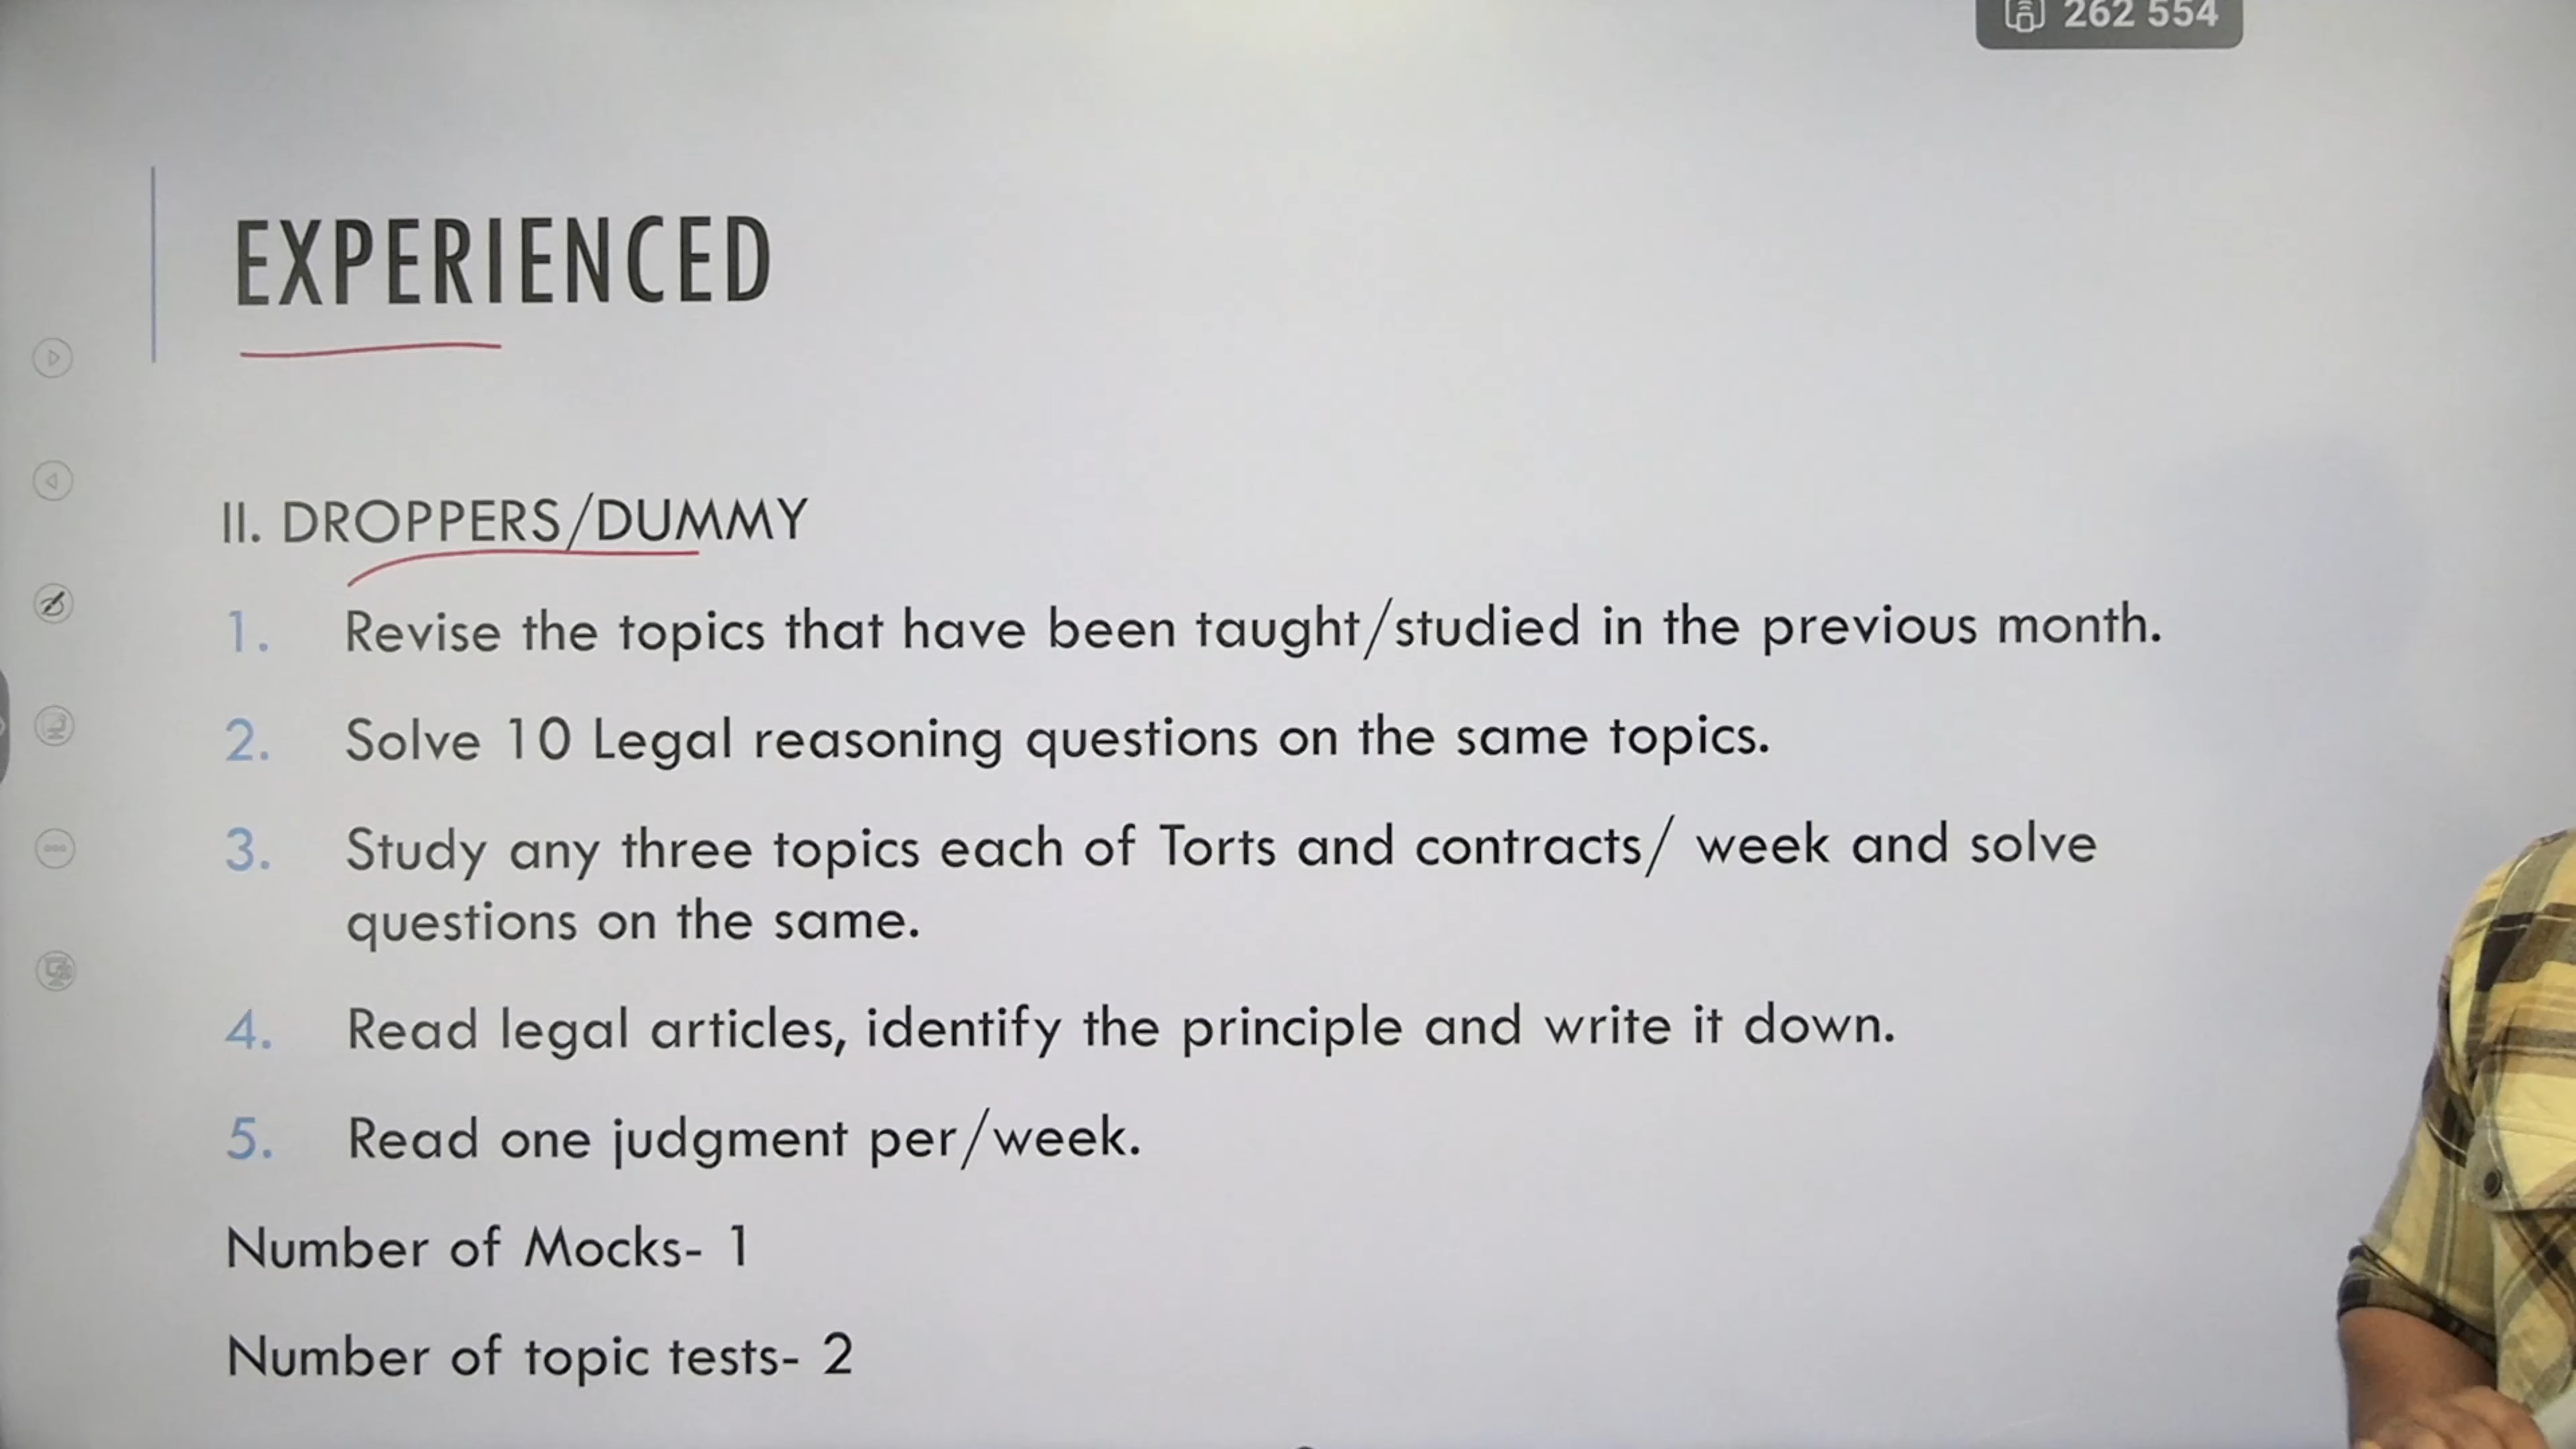 262 554
EXPERIENCED
II. DROPPERS/DUMMY
1. Revise the topics that have been taught/studied in the previous month.
2. Solve 10 Legal reasoning questions on the same topics.
3. Study any three topics each of Torts and contracts/ week and solve
questions on the same.
4. Read legal articles, identify the principle and write it down.
5. Read one judgment per/week.
Number of Mocks- 1
Number of topic tests- 2